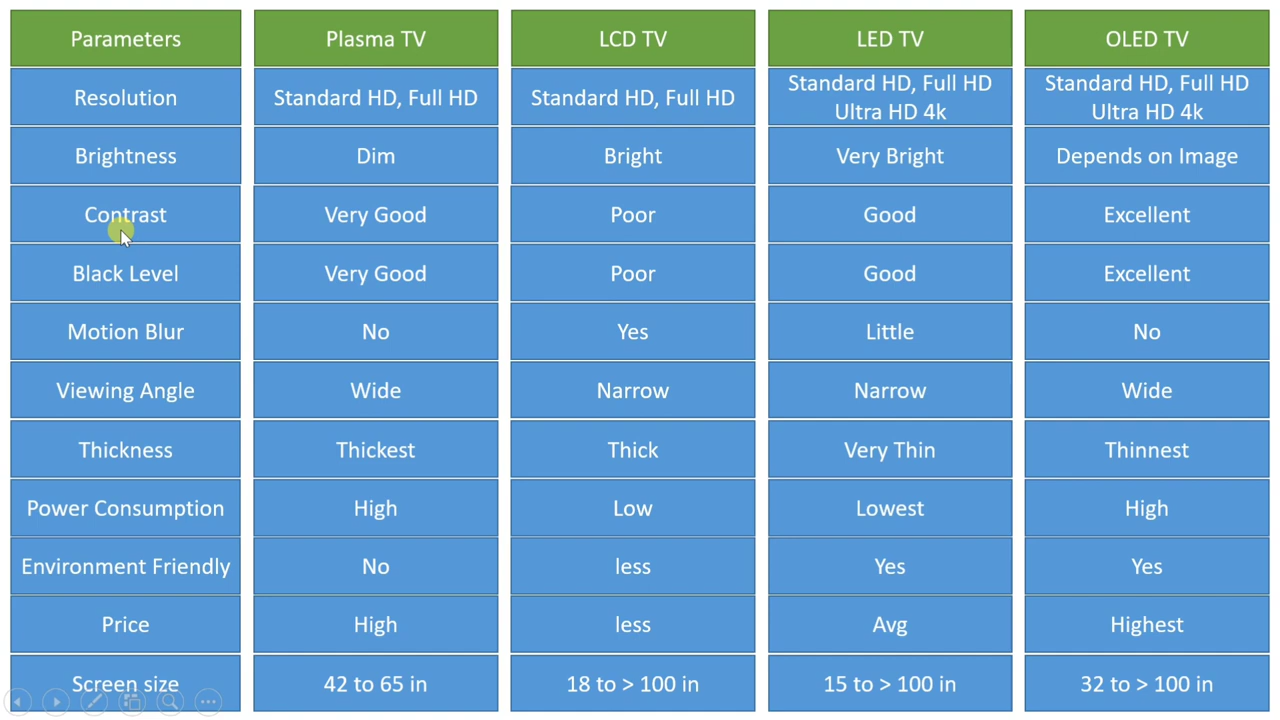 Parameters Plasma TV LCD TV LED TV OLED TV
Resolution Standard HD, Full HD Standard HD, Full HD Standard HD, Full HD Ultra HD 4k Standard HD, Full HD Ultra HD 4k
Brightness Dim Bright Very Bright Depends on Image
Contrast Very Good Poor Good Excellent
Black Level Very Good Poor Good Excellent
Motion Blur No Yes Little No
Viewing Angle Wide Narrow Narrow Wide
Thickness Thickest Thick Very Thin Thinnest
Power Consumption High Low Lowest High
Environment Friendly No less Yes Yes
Price High less Avg Highest
Screen size 42 to 65 in 18 to > 100 in 15 to > 100 in 32 to > 100 in